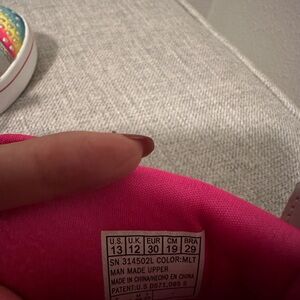 U.S. U.K. EUR CM BRA
13 12 30 19 29
SN 314502L COLOR:MLT
MAN MADE UPPER
MADE IN CHINA/HECHO EN CHINA
PATENT: U.S D571,095 S